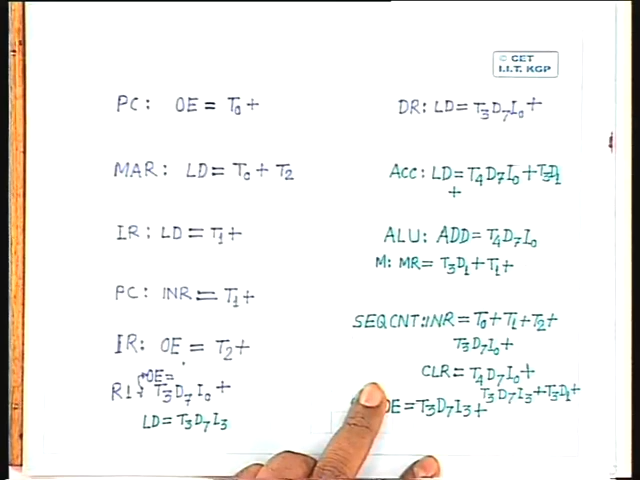 © CET
I.I.T. KGP
PC: OE = T0 +
MAR: LD = T0 + T2
IR: LD = T1 +
PC: INR = T1 +
IR: OE = T2 +
R1 OE =
T3D7I0 +
LD = T3D7I3
DR: LD = T3D7I0 +
ACC: LD = T4D7I0 + T3D1
+
ALU: ADD = T4D7I0
M: MR = T3D1 + T1 +
SEQCNT: INR = T0 + T1 + T2 +
T3D7I0 +
CLR = T4D7I0 +
T3D7I3 + T3D1 +
OE = T3D7I3 +